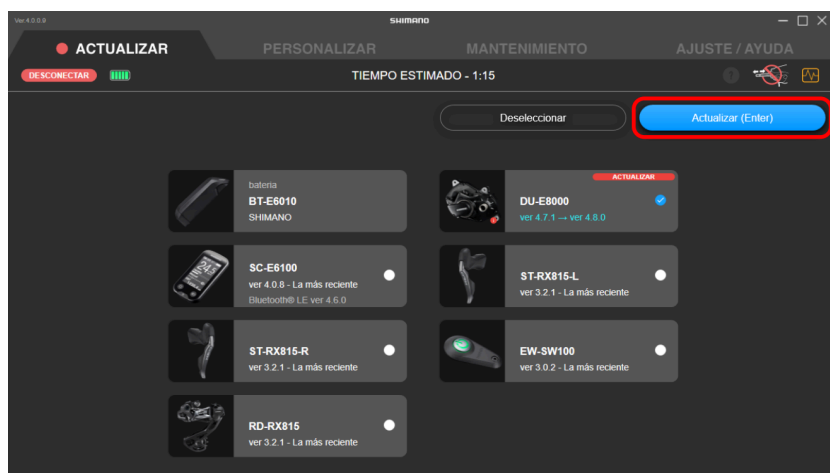 Ver.4.0.0.9
SHIMANO
ACTUALIZAR
PERSONALIZAR
MANTENIMIENTO
AJUSTE / AYUDA
DESCONECTAR
TIEMPO ESTIMADO - 1:15
Deseleccionar
Actualizar (Enter)
batería
BT-E6010
SHIMANO
ACTUALIZAR
DU-E8000
ver 4.7.1 → ver 4.8.0
SC-E6100
ver 4.0.8 - La más reciente
Bluetooth® LE ver 4.6.0
ST-RX815-L
ver 3.2.1 - La más reciente
ST-RX815-R
ver 3.2.1 - La más reciente
EW-SW100
ver 3.0.2 - La más reciente
RD-RX815
ver 3.2.1 - La más reciente